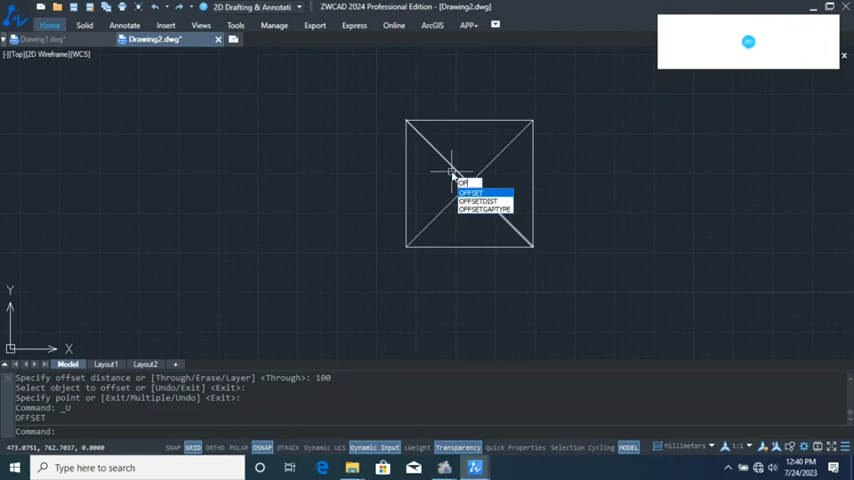 2D Drafting & Annotati
ZWCAD 2024 Professional Edition - [Drawing2.dwg]
Home Solid Annotate Insert Views Tools Manage Export Express Online ArcGIS APP+
Drawing1.dwg* Drawing2.dwg*
[-][Top][2D Wireframe][WCS]
OF
OFFSET
OFFSETDIST
OFFSETGAPTYPE
Y
X
Model Layout1 Layout2 +
Specify offset distance or [Through/Erase/Layer] <Through>: 100
Select object to offset or [Undo/Exit] <Exit>:
Specify point or [Exit/Multiple/Undo] <Exit>:
Command: _U
OFFSET
Command:
473.0751, 762.7037, 0.0000 SNAP GRID ORTHO POLAR OSNAP OTRACK Dynamic UCS LWeight Dynamic Input Transparency Quick Properties Selection Cycling MODEL Millimeters 1:1
Type here to search
12:40 PM
7/24/2023